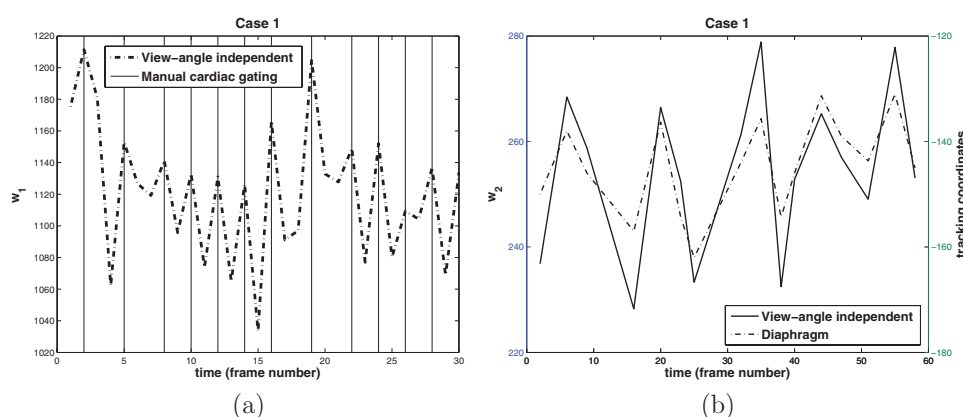 Case 1
1220
1200
1180
1160
1140
1120
1100
1080
1060
1040
1020
w1
View−angle independent
Manual cardiac gating
0
5
10
15
20
25
30
time (frame number)
(a)
Case 1
280
260
240
220
w2
−120
−140
−160
−180
tracking coordinates
View−angle independent
Diaphragm
0
10
20
30
40
50
60
time (frame number)
(b)